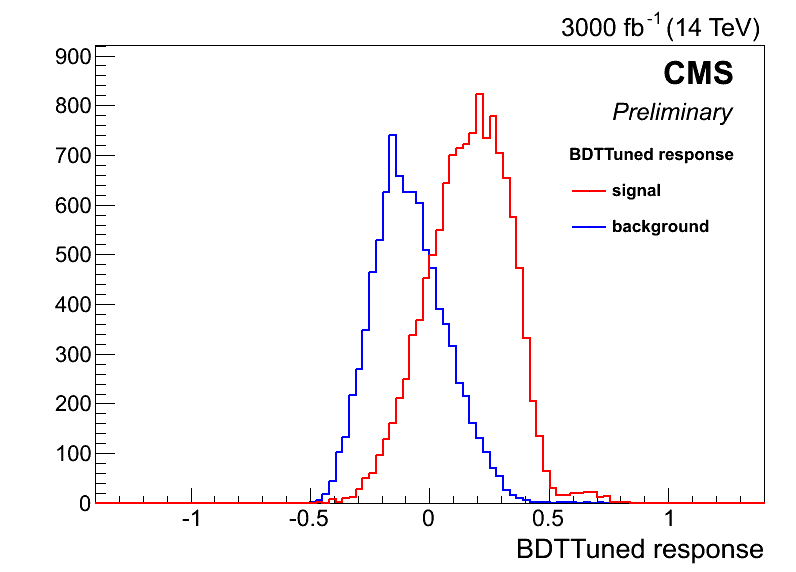 3000 fb-1 (14 TeV)
CMS
Preliminary
BDTTuned response
signal
background
900
800
700
600
500
400
300
200
100
0
-1 -0.5 0 0.5 1
BDTTuned response